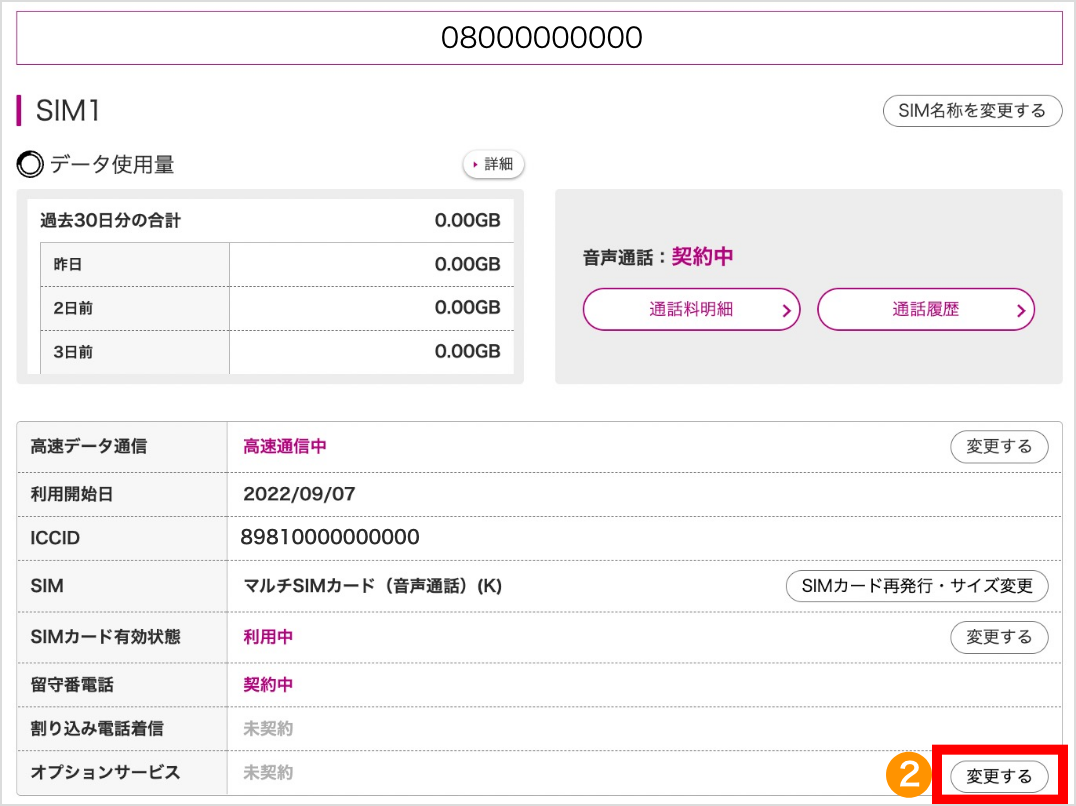 08000000000
SIM1
SIM名称を変更する
データ使用量
詳細
過去30日分の合計 0.00GB
昨日 0.00GB
2日前 0.00GB
3日前 0.00GB
音声通話：契約中
通話料明細
通話履歴
高速データ通信 高速通信中 変更する
利用開始日 2022/09/07
ICCID 89810000000000
SIM マルチSIMカード（音声通話）(K) SIMカード再発行・サイズ変更
SIMカード有効状態 利用中 変更する
留守番電話 契約中
割り込み電話着信 未契約
オプションサービス 未契約 2 変更する